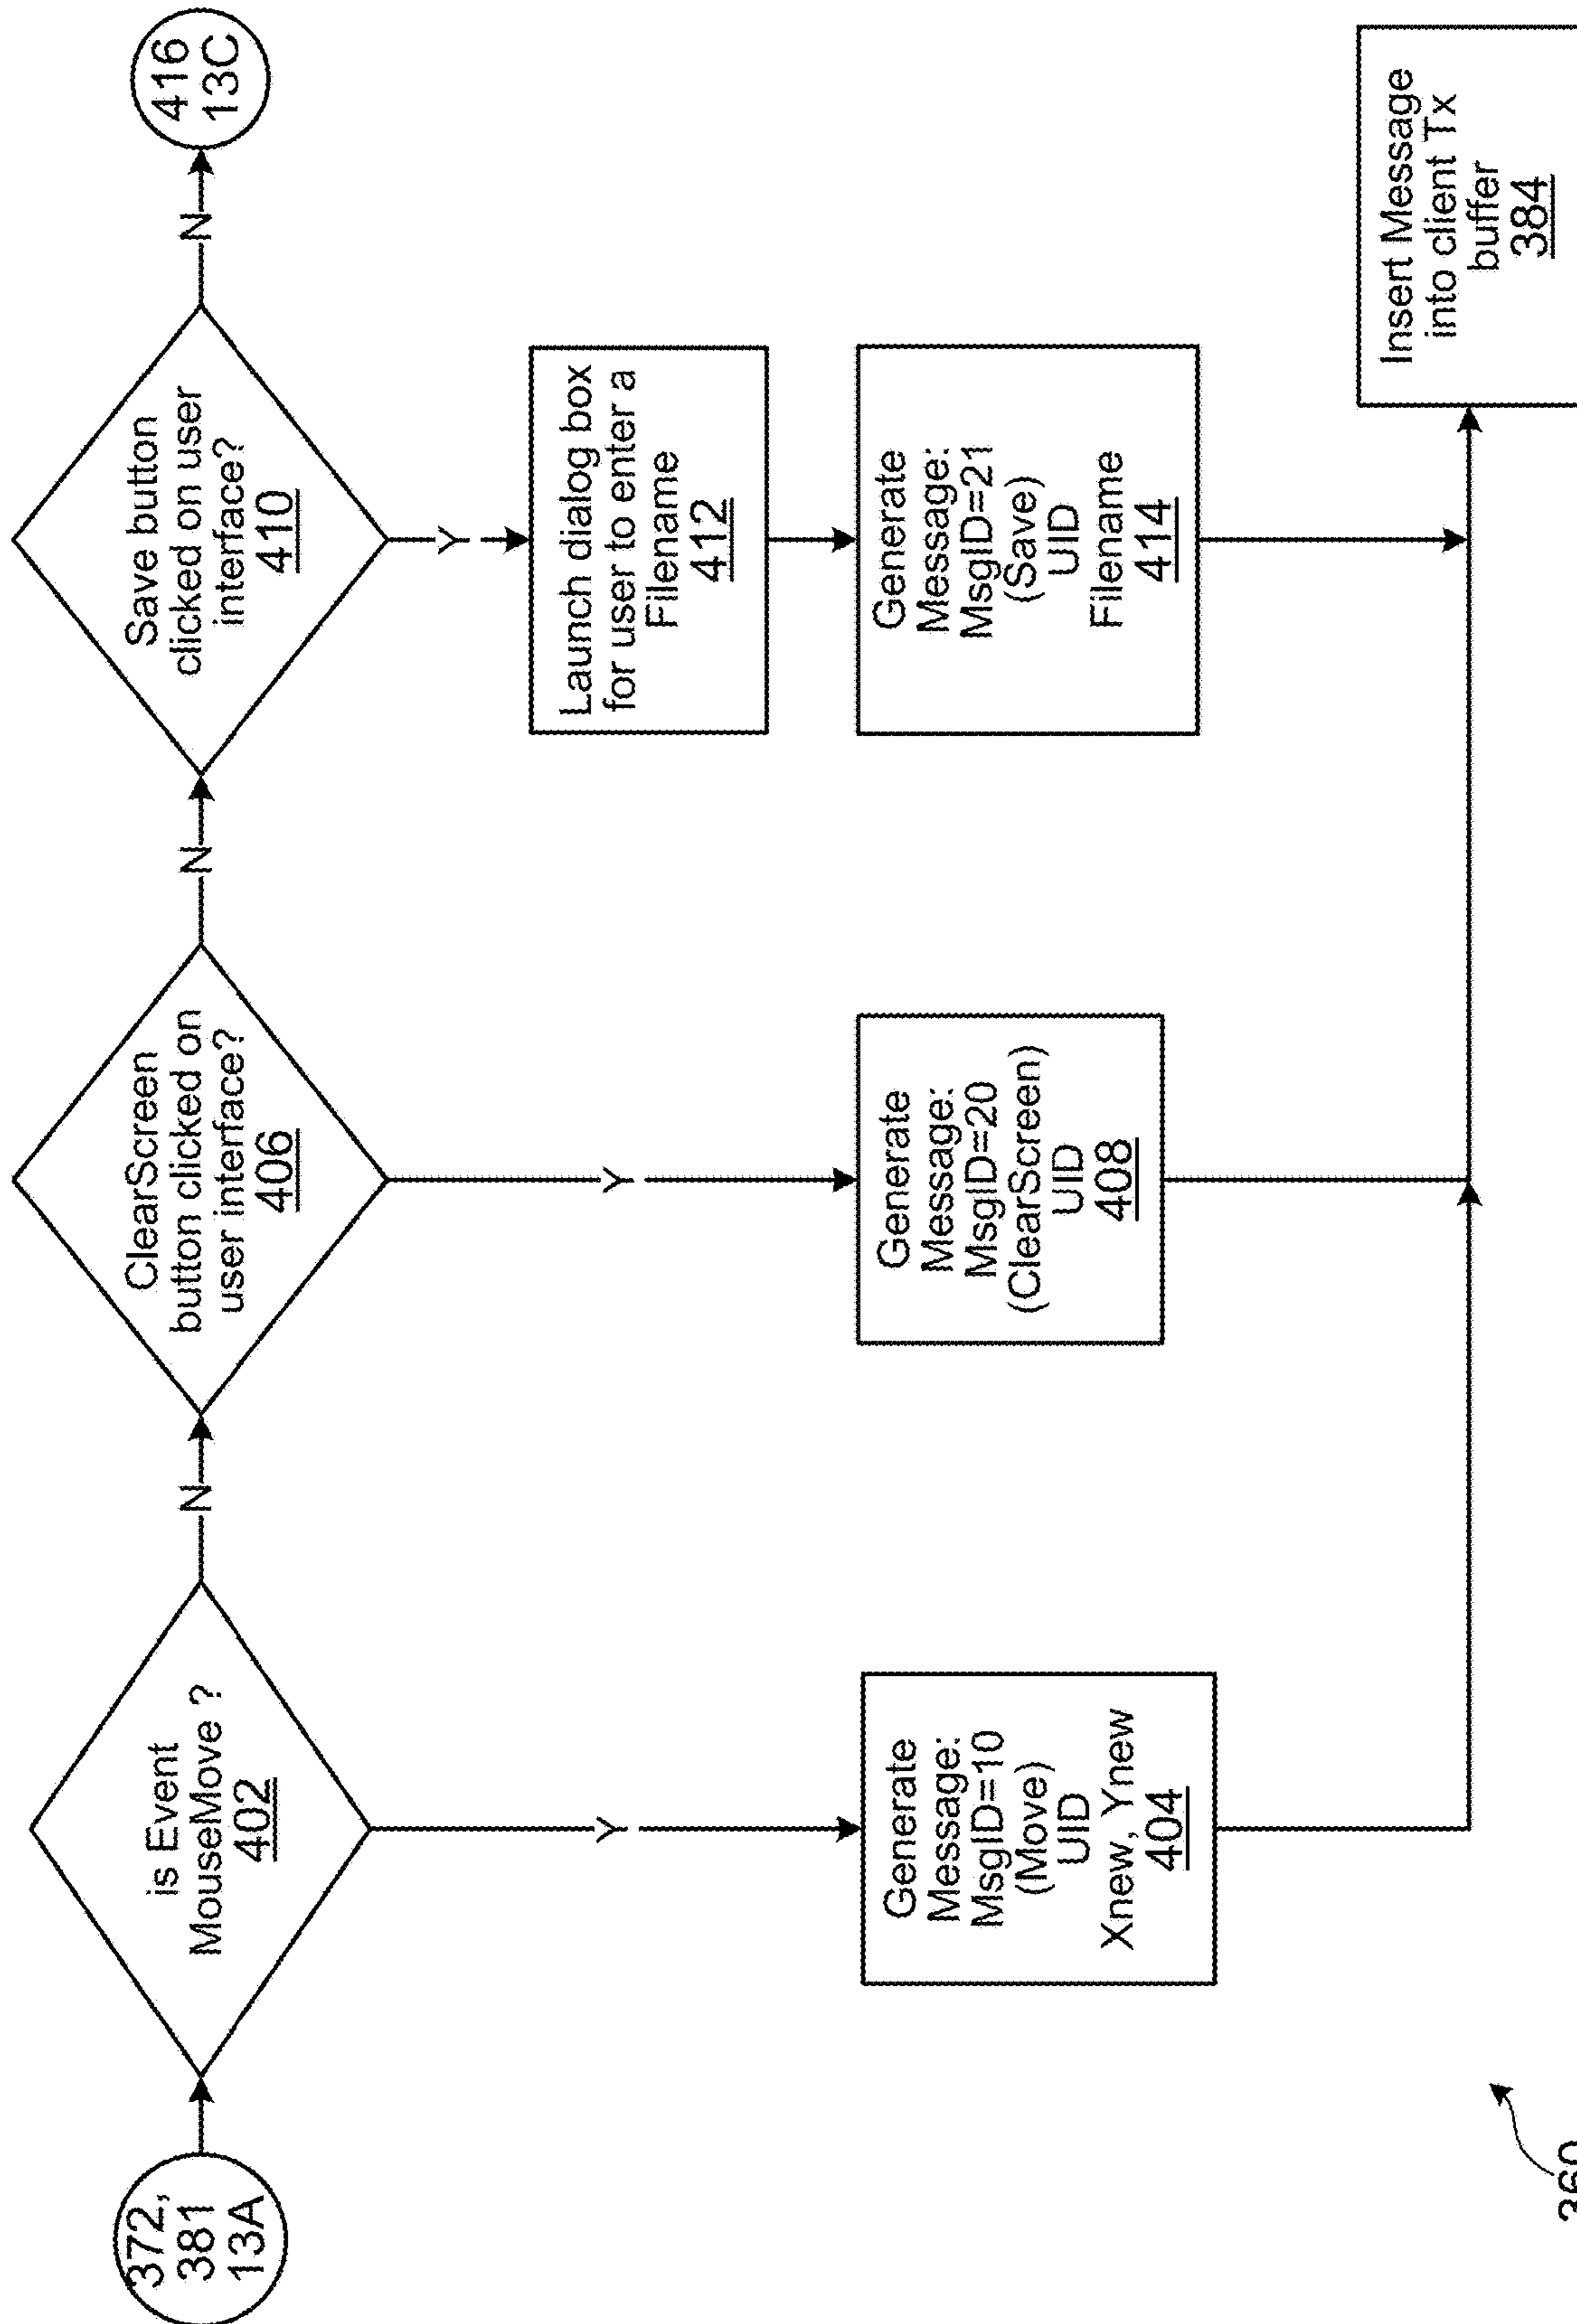 372,
381
13A
is Event
MouseMove ?
402
N
ClearScreen
button clicked on
user interface?
406
N
Save button
clicked on user
interface?
410
N
416
13C
Y
Y
Y
Launch dialog box
for user to enter a
Filename
412
Generate
Message:
MsgID=10
(Move)
UID
Xnew, Ynew
404
Generate
Message:
MsgID=20
(ClearScreen)
UID
408
Generate
Message:
MsgID=21
(Save)
UID
Filename
414
Insert Message
into client Tx
buffer
384
360